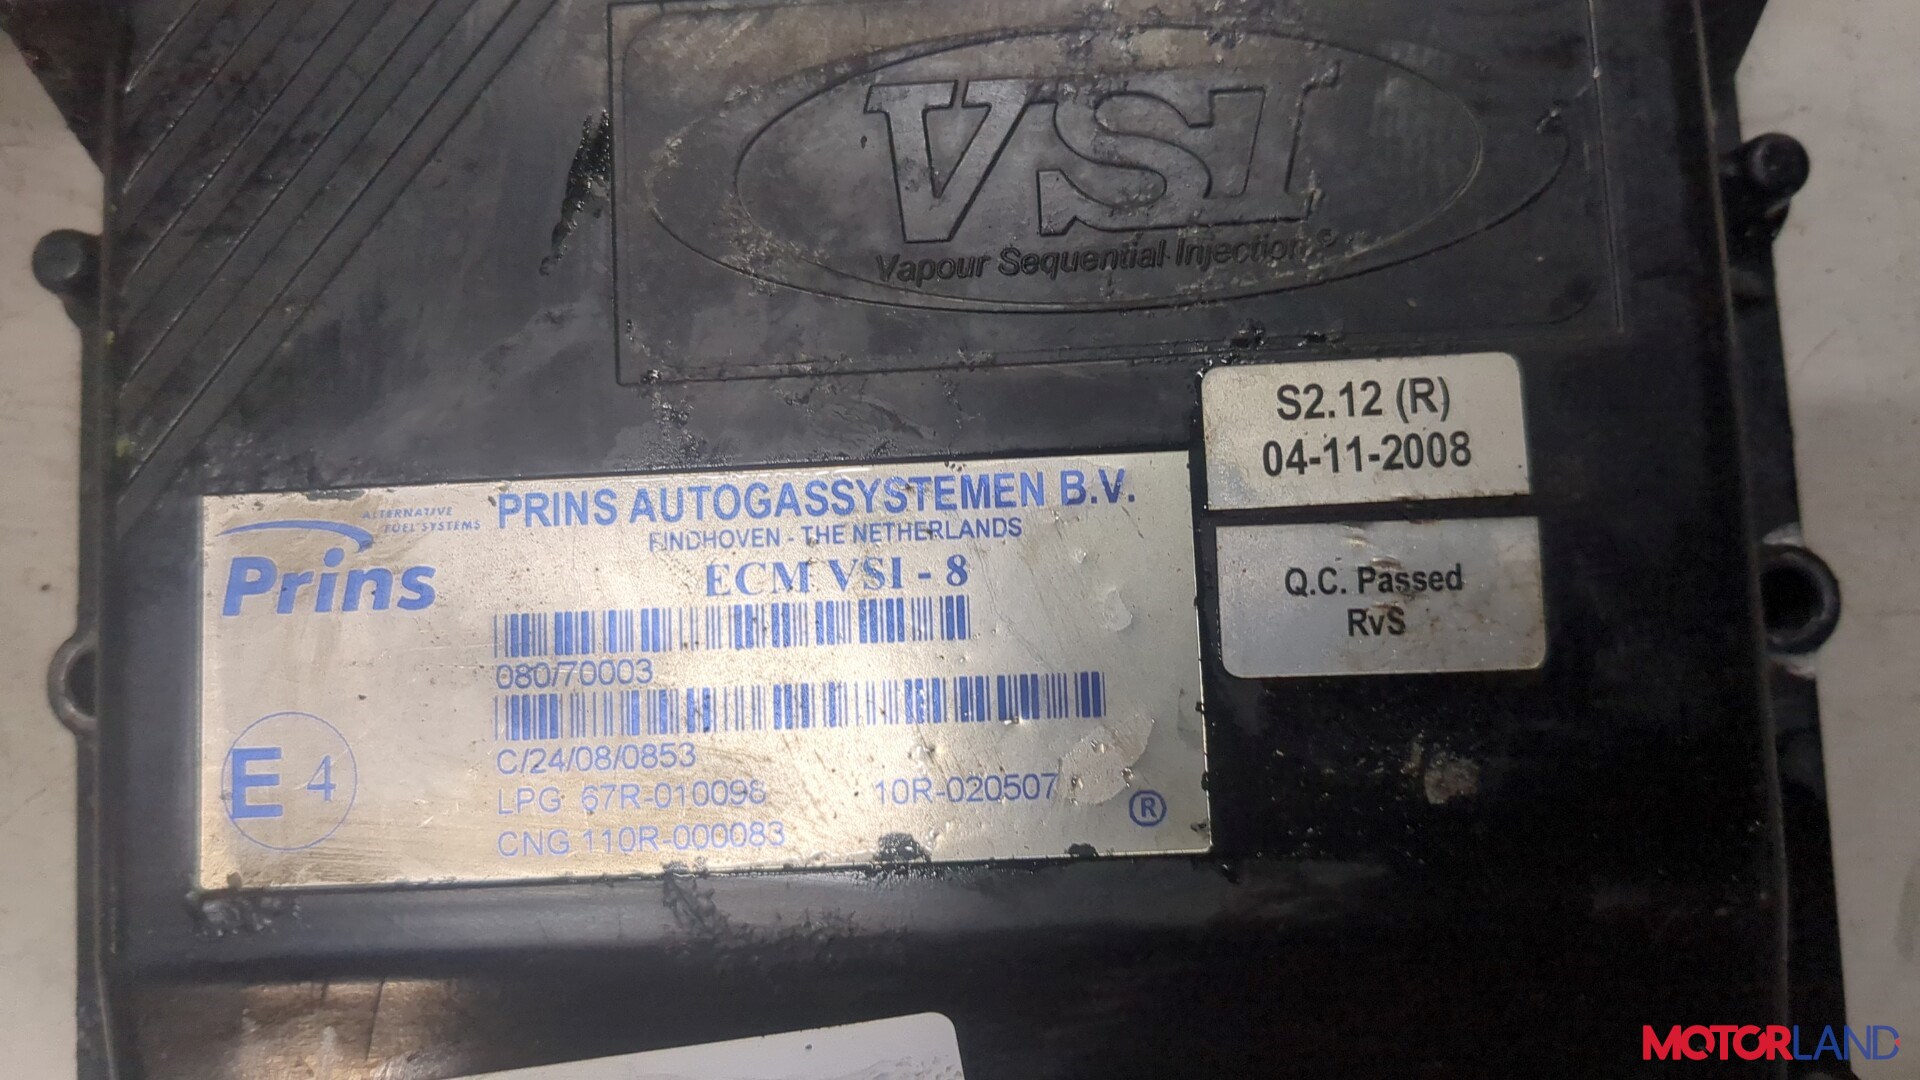 VSI
Vapour Sequential Injection
S2.12 (R)
04-11-2008
Q.C. Passed
RvS
ALTERNATIVE
FUEL SYSTEMS
Prins
PRINS AUTOGASSYSTEMEN B.V.
EINDHOVEN - THE NETHERLANDS
ECM VSI - 8
080/70003
C/24/08/0853
LPG 67R-010098 10R-020507
CNG 110R-000083
E 4
®
MOTORLAND